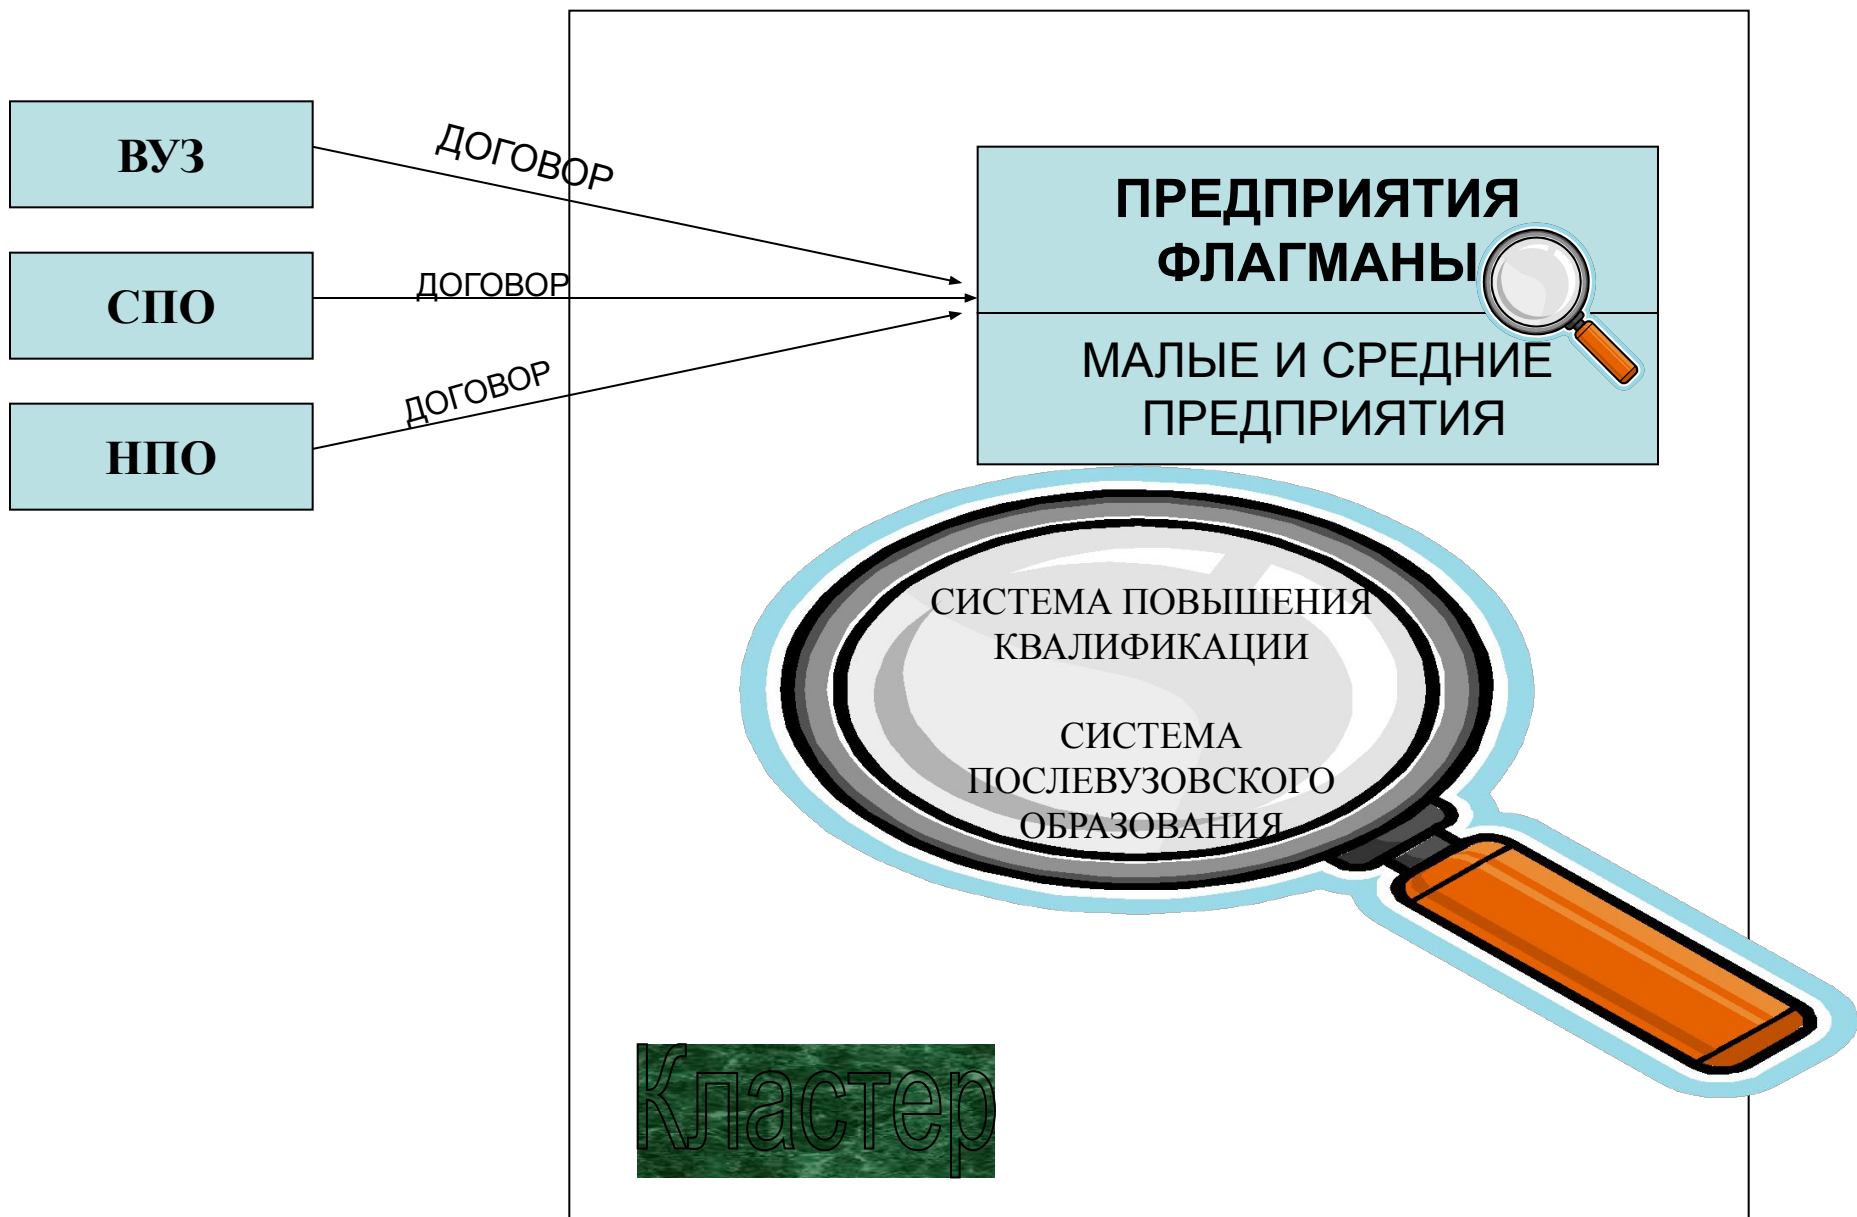 ВУЗ
ДОГОВОР
СПО
ДОГОВОР
НПО
ДОГОВОР
ПРЕДПРИЯТИЯ
ФЛАГМАНЫ
МАЛЫЕ И СРЕДНИЕ
ПРЕДПРИЯТИЯ
СИСТЕМА ПОВЫШЕНИЯ
КВАЛИФИКАЦИИ
СИСТЕМА
ПОСЛЕВУЗОВСКОГО
ОБРАЗОВАНИЯ
Кластер